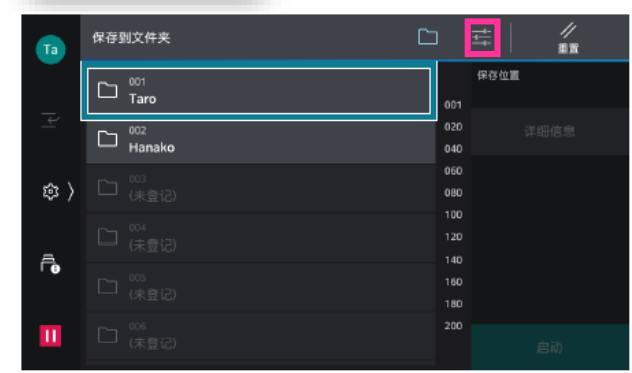 Ta
保存到文件夹
重置
001
Taro
002
Hanako
003
(未登记)
004
(未登记)
005
(未登记)
006
(未登记)
001
020
040
060
080
100
120
140
160
180
200
保存位置
详细信息
启动